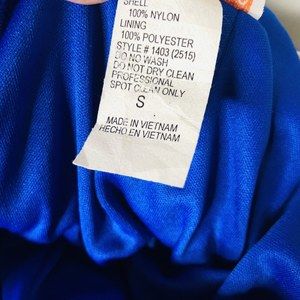 SHELL
100% NYLON
LINING
100% POLYESTER
STYLE # 1403 (2515)
DO NO WASH
DO NOT DRY CLEAN
PROFESSIONAL
SPOT CLEAN ONLY
S
MADE IN VIETNAM
HECHO EN VIETNAM